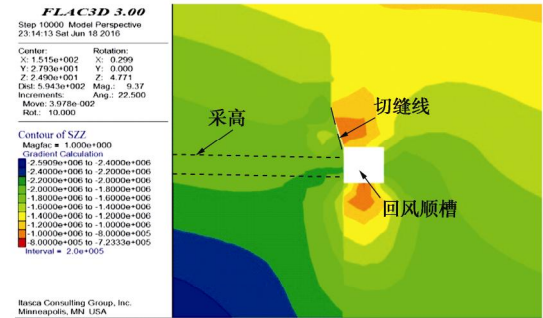 FLAC3D 3.00
Step 10000  Model Perspective
23:14:13 Sat Jun 18 2016
Center:
Rotation:
X: 1.515e+002
X: 0.299
Y: 2.793e+001
Y: 0.000
Z: 2.490e+001
Z: 4.771
Dist: 5.943e+002
Mag.: 9.37
Increments:
Ang.: 22.500
Move: 3.978e-002
Rot.: 10.000
Contour of SZZ
Magfac = 1.000e+000
Gradient Calculation
-2.5909e+006 to -2.4000e+006
-2.4000e+006 to -2.2000e+006
-2.2000e+006 to -2.0000e+006
-2.0000e+006 to -1.8000e+006
-1.8000e+006 to -1.6000e+006
-1.6000e+006 to -1.4000e+006
-1.4000e+006 to -1.2000e+006
-1.2000e+006 to -1.0000e+006
-1.0000e+006 to -8.0000e+005
-8.0000e+005 to -7.2333e+005
Interval = 2.0e+005
Itasca Consulting Group, Inc.
Minneapolis, MN USA
采高
切缝线
回风顺槽